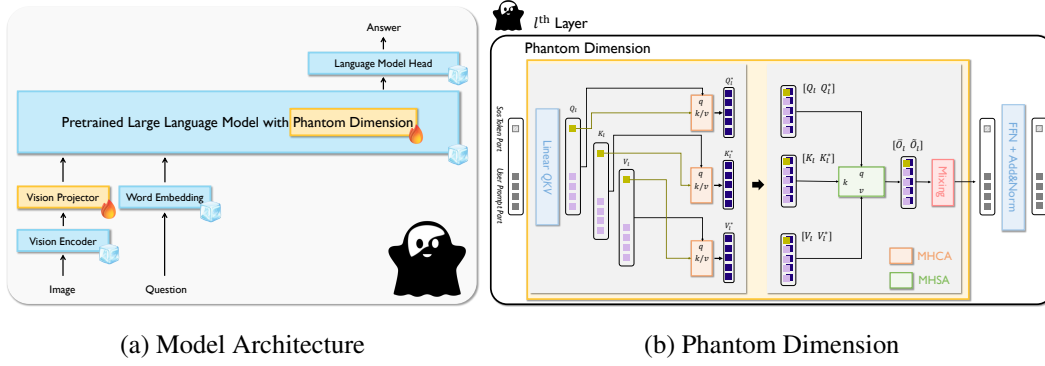 Answer
Language Model Head
Pretrained Large Language Model with Phantom Dimension
Vision Projector
Word Embedding
Vision Encoder
Image
Question
(a) Model Architecture
lᵗʰ Layer
Phantom Dimension
Sos Token Part
User Prompt Part
Linear QKV
Q_l
K_l
V_l
q
k/v
Q_l^*
q
k/v
K_l^*
q
k/v
V_l^*
[Q_l Q_l^*]
[K_l K_l^*]
[V_l V_l^*]
q
k
v
[Ō_l Õ_l]
Mixing
MHCA
MHSA
FFN + Add&Norm
(b) Phantom Dimension